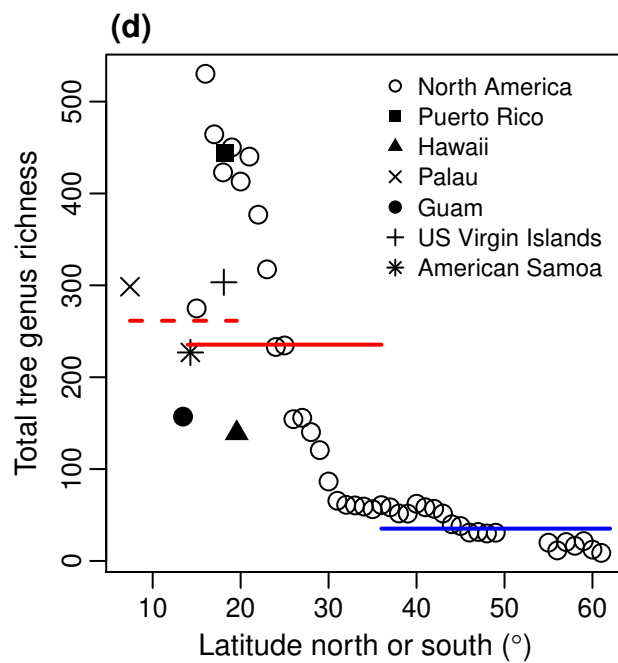 (d)
Total tree genus richness
500
400
300
200
100
0
North America
Puerto Rico
Hawaii
Palau
Guam
US Virgin Islands
American Samoa
10 20 30 40 50 60
Latitude north or south (°)